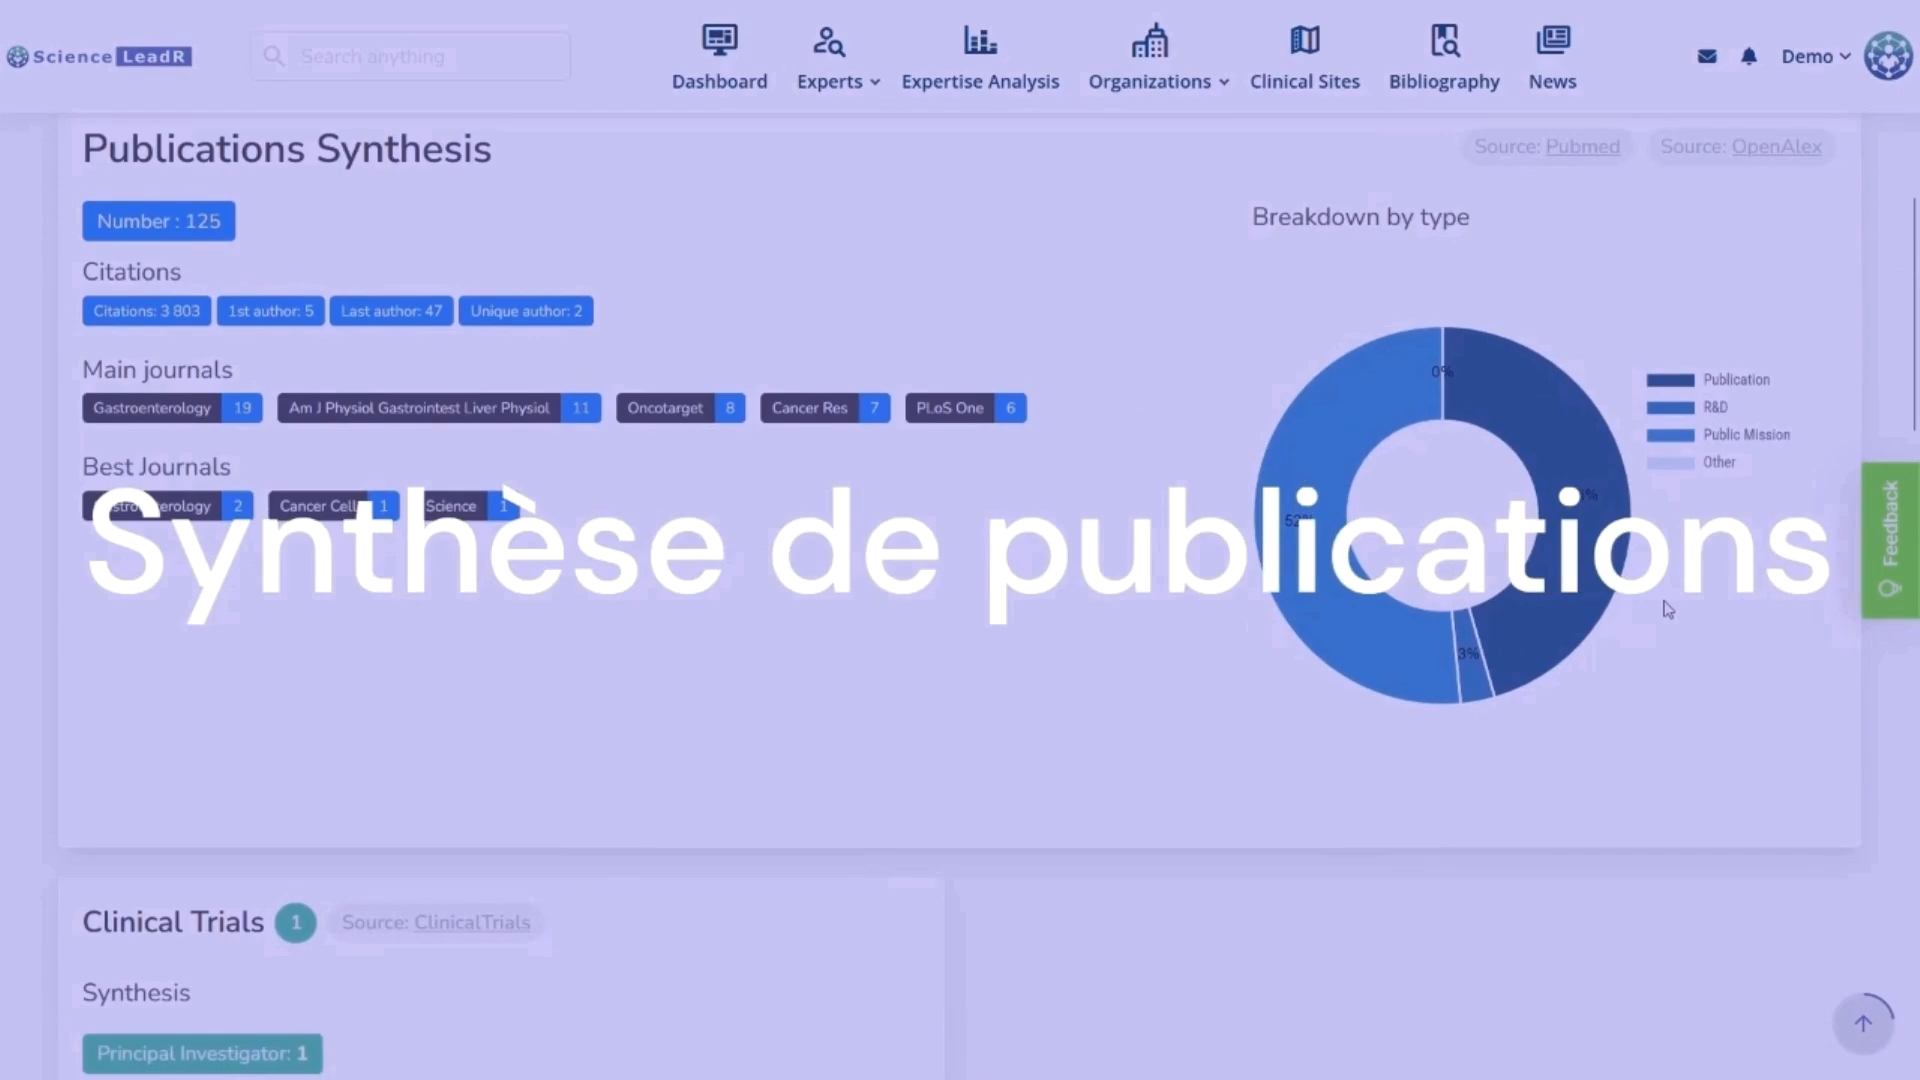 Science LeadR
Search anything
Dashboard
Experts
Expertise Analysis
Organizations
Clinical Sites
Bibliography
News
Demo
Publications Synthesis
Source: Pubmed
Source: OpenAlex
Number : 125
Breakdown by type
Citations
Citations: 3 803
1st author: 5
Last author: 47
Unique author: 2
Main journals
Gastroenterology 19
Am J Physiol Gastrointest Liver Physiol 11
Oncotarget 8
Cancer Res 7
PLoS One 6
0%
Publication
R&D
Public Mission
Other
Best Journals
2
Cancer Cell 1
Science 1
Synthèse de publications
3%
Feedback
Clinical Trials 1
Source: ClinicalTrials
Synthesis
Principal Investigator: 1